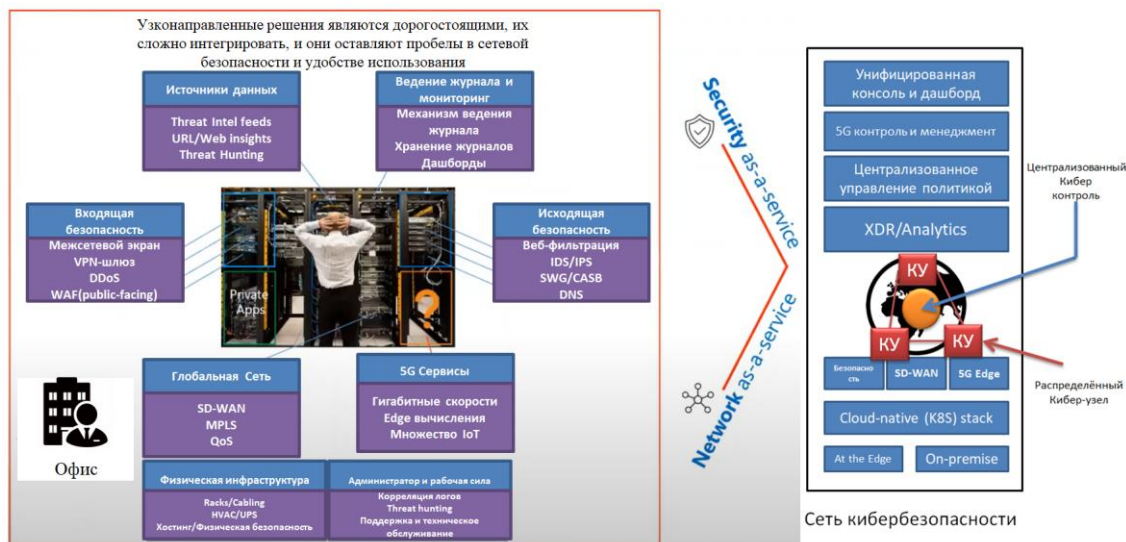 Узконаправленные решения являются дорогостоящими, их
сложно интегрировать, и они оставляют пробелы в сетевой
безопасности и удобстве использования
Источники данных
Threat Intel feeds
URL/Web insights
Threat Hunting
Ведение журнала и
мониторинг
Механизм ведения
журнала
Хранение журналов
Дашборды
Входящая
безопасность
Межсетевой экран
VPN-шлюз
DDoS
WAF(public-facing)
Private
Apps
?
Исходящая
безопасность
Веб-фильтрация
IDS/IPS
SWG/CASB
DNS
Глобальная Сеть
SD-WAN
MPLS
QoS
5G Сервисы
Гигабитные скорости
Edge вычисления
Множество IoT
Офис
Физическая инфраструктура
Racks/Cabling
HVAC/UPS
Хостинг/Физическая безопасность
Администратор и рабочая сила
Корреляция логов
Threat hunting
Поддержка и техническое
обслуживание
Security as-a-service
Network as-a-service
Унифицированная
консоль и дашборд
5G контроль и менеджмент
Централизованное
управление политикой
XDR/Analytics
КУ
КУ
КУ
Безопасно
сть
SD-WAN
5G Edge
Cloud-native (K8S) stack
At the Edge
On-premise
Централизованный
Кибер
контроль
Распределённый
Кибер-узел
Сеть кибербезопасности